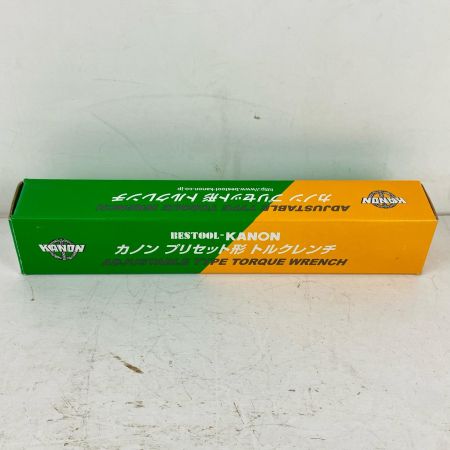 http://www.bestool-kanon.co.jp
カノン プリセット形 トルクレンチ
ADJUSTABLE TYPE TORQUE WRENCH
KANON
BESTOOL-KANON
KANON
カノン プリセット形 トルクレンチ
ADJUSTABLE TYPE TORQUE WRENCH